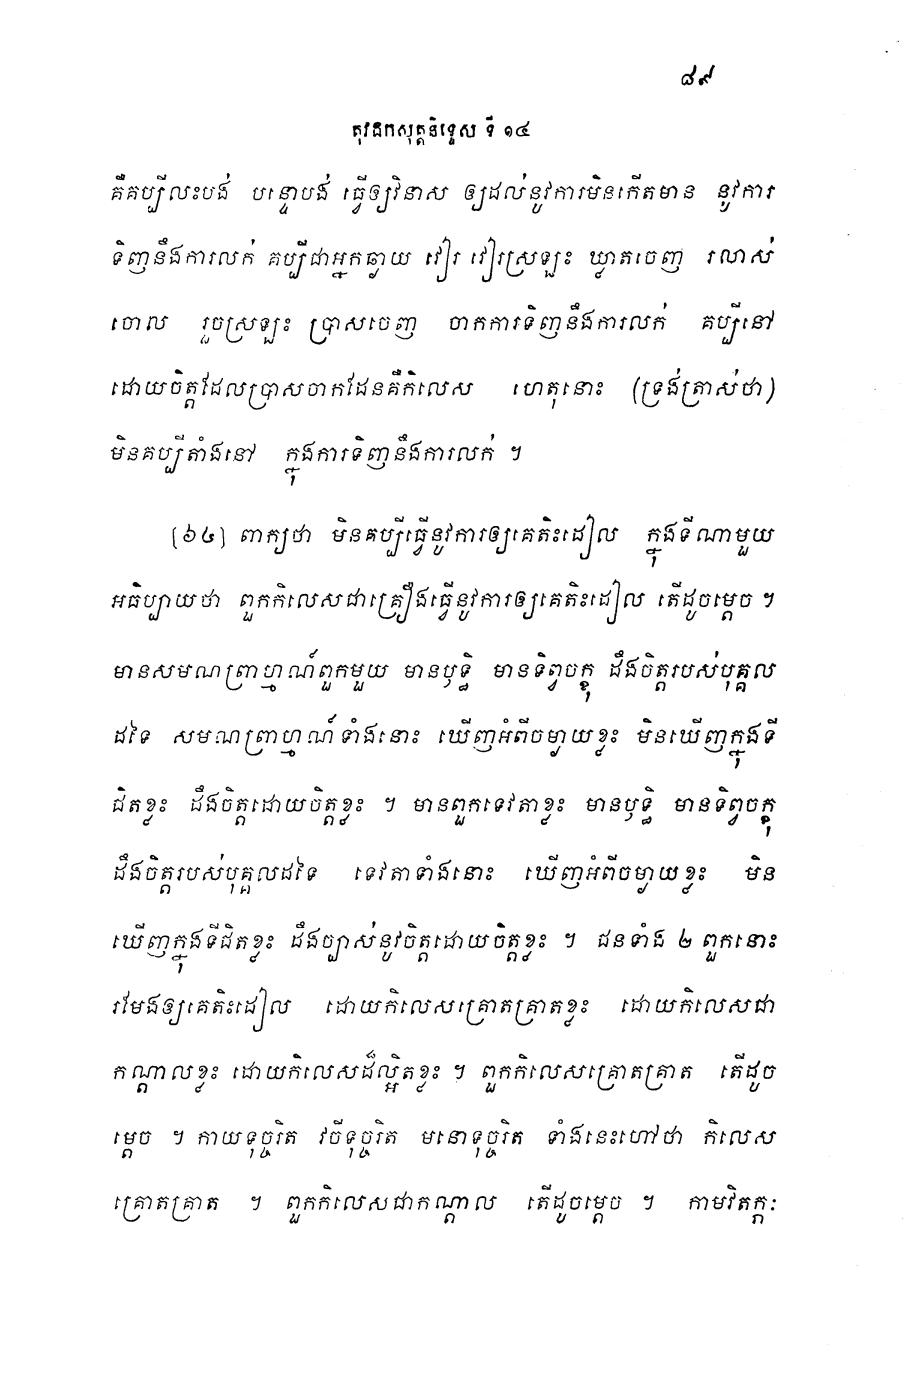 ៨៩
តុវដកសុត្តនិទ្ទេស ទី ១៤
គឺគប្បីលះបង់ បន្ទោបង់ ធ្វើឲ្យវិនាស ឲ្យដល់នូវការមិនកើតមាន នូវការ
ទិញនឹងការលក់ គប្បីជាអ្នកឆ្ងាយ វៀរ វៀរស្រឡះ ឃ្លាតចេញ រលាស់
ចោល រួចស្រឡះ ប្រាសចេញ ចាកការទិញនឹងការលក់ គប្បីនៅ
ដោយចិត្តដែលប្រាសចាកដែនគឺកិលេស ហេតុនោះ (ទ្រង់ត្រាស់ថា)
មិនគប្បីតាំងនៅ ក្នុងការទិញនឹងការលក់ ។
[៦៤] ពាក្យថា មិនគប្បីធ្វើនូវការឲ្យគេតិះដៀល ក្នុងទីណាមួយ
អធិប្បាយថា ពួកកិលេសជាគ្រឿងធ្វើនូវការឲ្យគេតិះដៀល តើដូចម្តេច ។
មានសមណព្រាហ្មណ៍ពួកមួយ មានឫទ្ធិ មានទិព្វចក្ខុ ដឹងចិត្តរបស់បុគ្គល
ដទៃ សមណព្រាហ្មណ៍ទាំងនោះ ឃើញអំពីចម្ងាយខ្លះ មិនឃើញក្នុងទី
ជិតខ្លះ ដឹងចិត្តដោយចិត្តខ្លះ ។ មានពួកទេវតាខ្លះ មានឫទ្ធិ មានទិព្វចក្ខុ
ដឹងចិត្តរបស់បុគ្គលដទៃ ទេវតាទាំងនោះ ឃើញអំពីចម្ងាយខ្លះ មិន
ឃើញក្នុងទីជិតខ្លះ ដឹងច្បាស់នូវចិត្តដោយចិត្តខ្លះ ។ ជនទាំង ២ ពួកនោះ
រមែងឲ្យគេតិះដៀល ដោយកិលេសគ្រោតគ្រាតខ្លះ ដោយកិលេសជា
កណ្តាលខ្លះ ដោយកិលេសដ៏ល្អិតខ្លះ ។ ពួកកិលេសគ្រោតគ្រាត តើដូច
ម្តេច ។ កាយទុច្ចរិត វចីទុច្ចរិត មនោទុច្ចរិត ទាំងនេះហៅថា កិលេស
គ្រោតគ្រាត ។ ពួកកិលេសជាកណ្តាល តើដូចម្តេច ។ កាមវិតក្កៈ